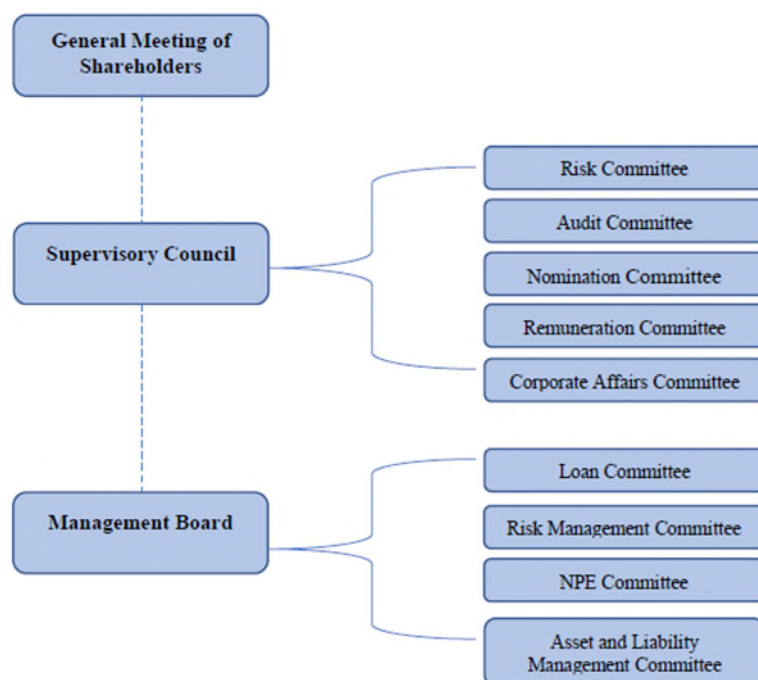 General Meeting of
Shareholders
Supervisory Council
Risk Committee
Audit Committee
Nomination Committee
Remuneration Committee
Corporate Affairs Committee
Management Board
Loan Committee
Risk Management Committee
NPE Committee
Asset and Liability
Management Committee